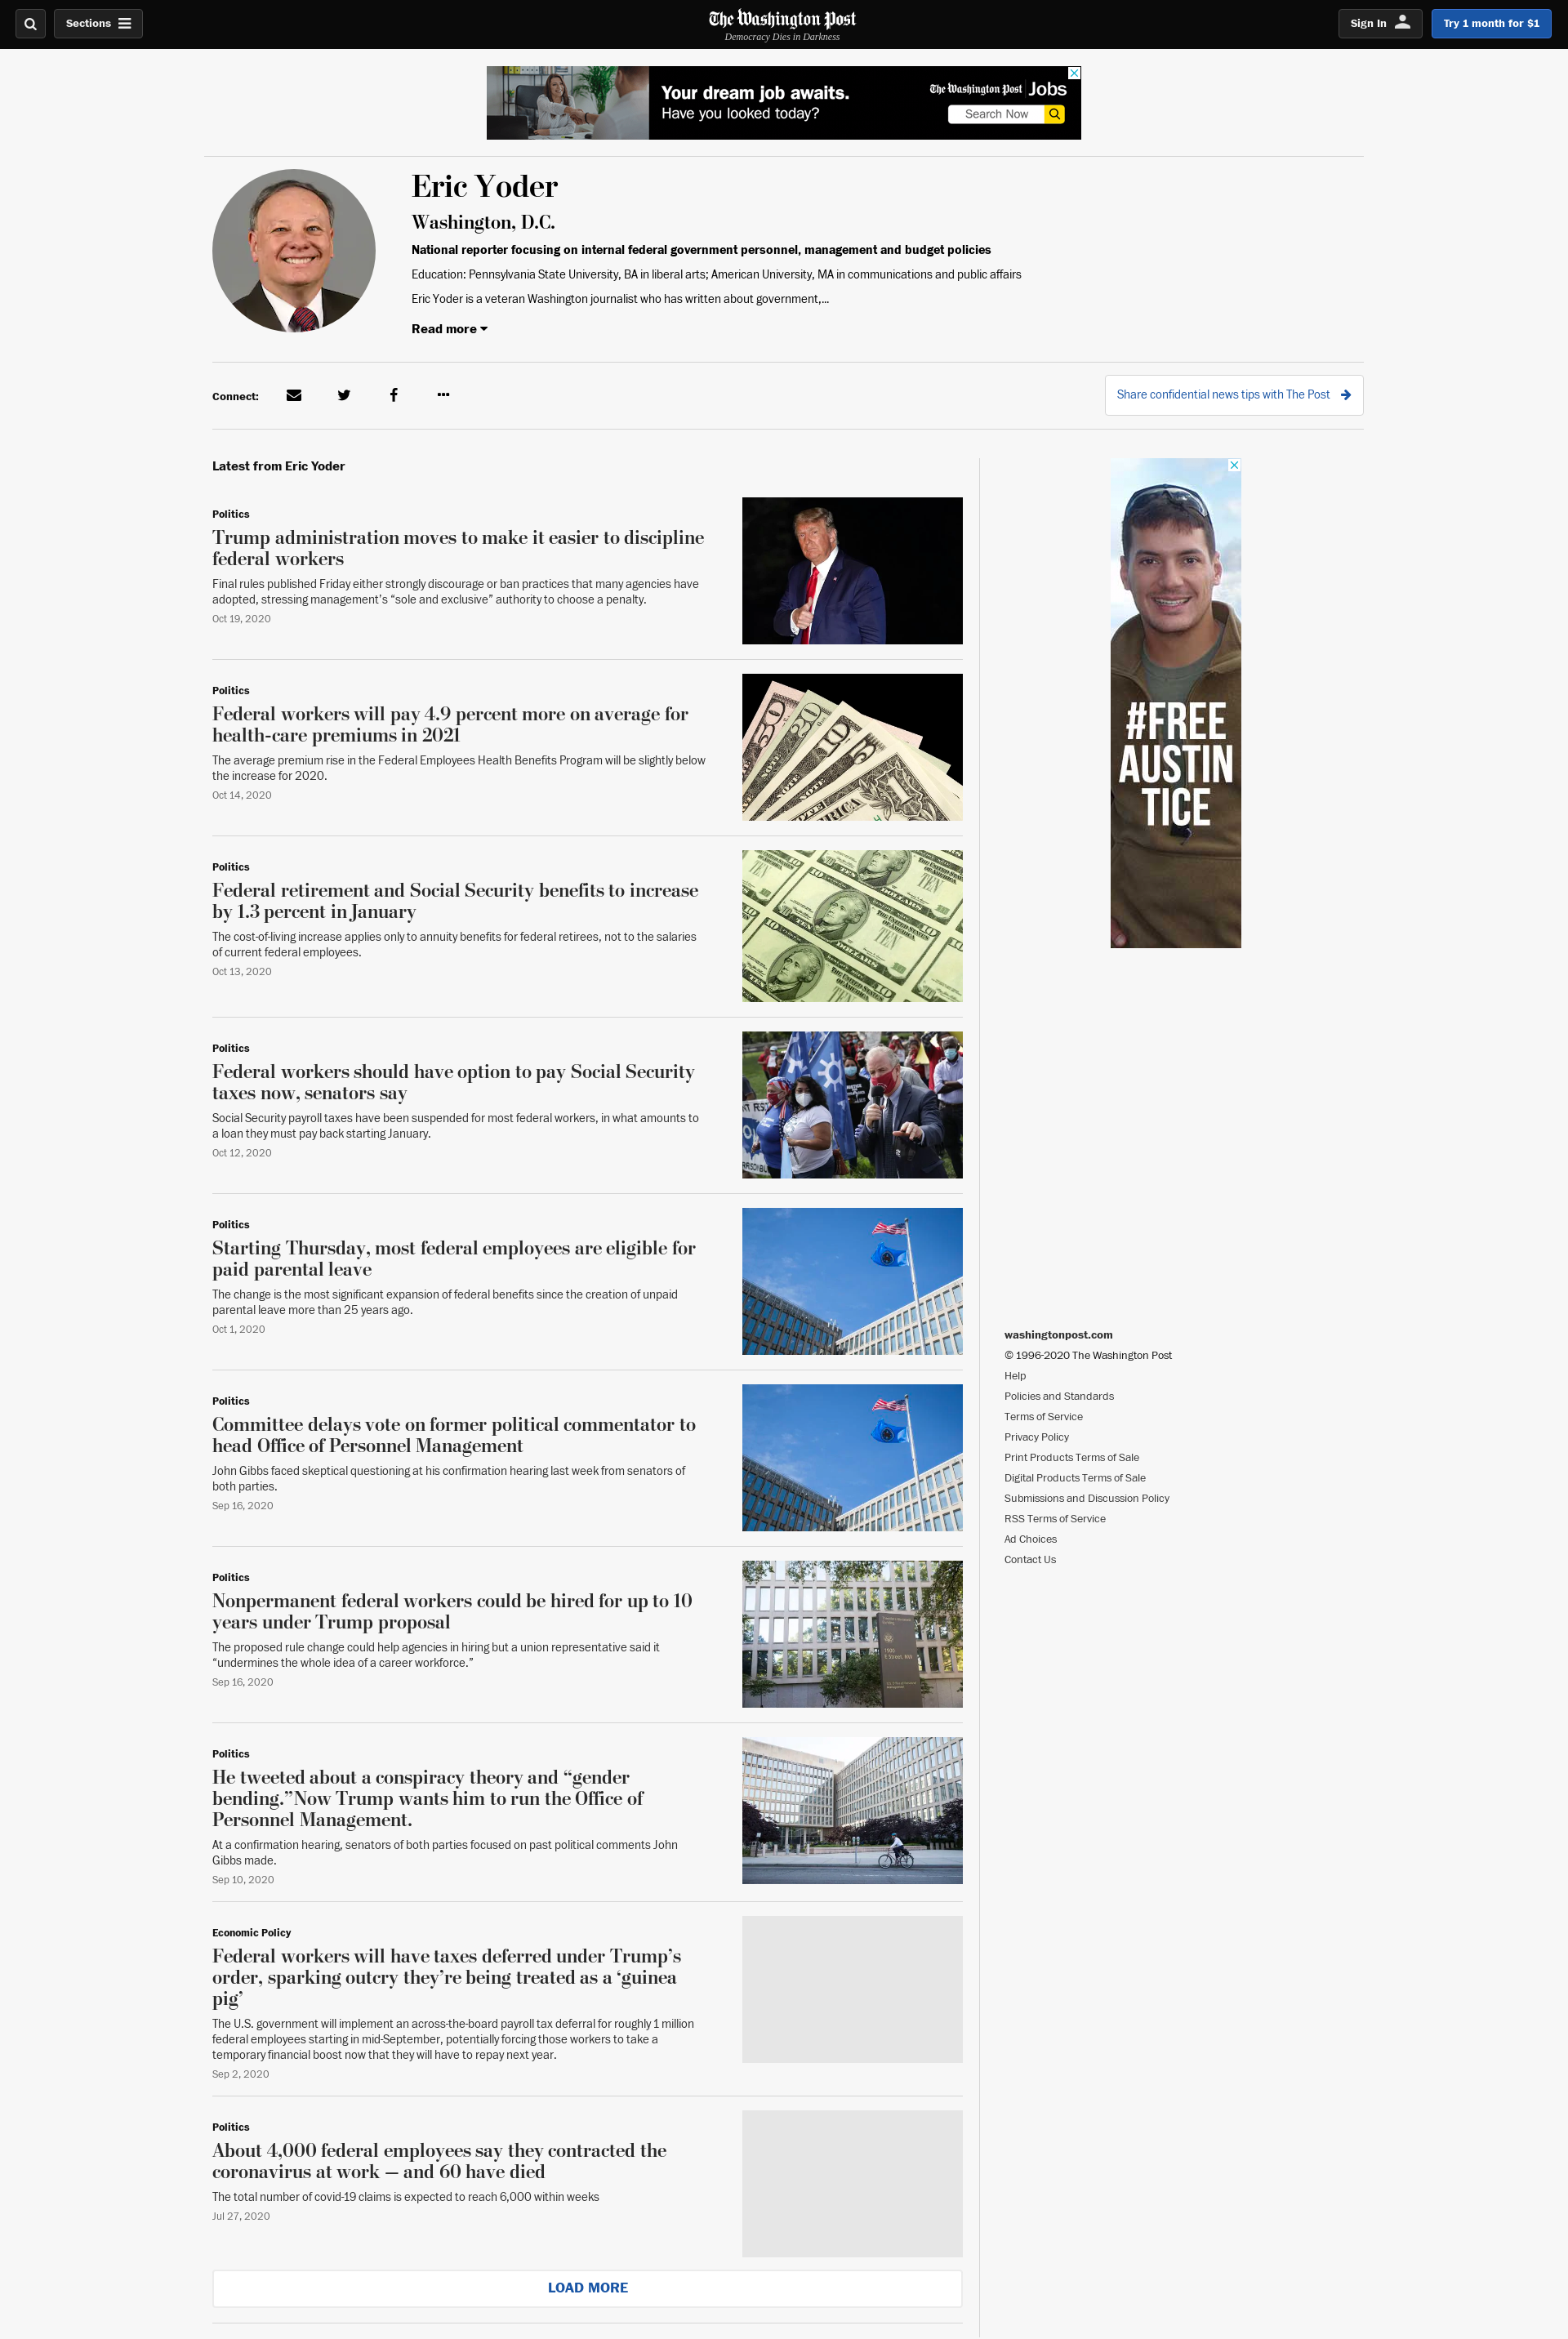 Sections
The Washington Post
Democracy Dies in Darkness
Sign In
Try 1 month for $1
Your dream job awaits.
Have you looked today?
The Washington Post Jobs
Search Now
Eric Yoder
Washington, D.C.
National reporter focusing on internal federal government personnel, management and budget policies
Education: Pennsylvania State University, BA in liberal arts; American University, MA in communications and public affairs
Eric Yoder is a veteran Washington journalist who has written about government,...
Read more
Connect:
Share confidential news tips with The Post
Latest from Eric Yoder
Politics
Trump administration moves to make it easier to discipline
federal workers
Final rules published Friday either strongly discourage or ban practices that many agencies have
adopted, stressing management’s “sole and exclusive” authority to choose a penalty.
Oct 19, 2020
Politics
Federal workers will pay 4.9 percent more on average for
health-care premiums in 2021
The average premium rise in the Federal Employees Health Benefits Program will be slightly below
the increase for 2020.
Oct 14, 2020
#FREE
AUSTIN
TICE
Politics
Federal retirement and Social Security benefits to increase
by 1.3 percent in January
The cost-of-living increase applies only to annuity benefits for federal retirees, not to the salaries
of current federal employees.
Oct 13, 2020
Politics
Federal workers should have option to pay Social Security
taxes now, senators say
Social Security payroll taxes have been suspended for most federal workers, in what amounts to
a loan they must pay back starting January.
Oct 12, 2020
Politics
Starting Thursday, most federal employees are eligible for
paid parental leave
The change is the most significant expansion of federal benefits since the creation of unpaid
parental leave more than 25 years ago.
Oct 1, 2020
Politics
Committee delays vote on former political commentator to
head Office of Personnel Management
John Gibbs faced skeptical questioning at his confirmation hearing last week from senators of
both parties.
Sep 16, 2020
Politics
Nonpermanent federal workers could be hired for up to 10
years under Trump proposal
The proposed rule change could help agencies in hiring but a union representative said it
“undermines the whole idea of a career workforce.”
Sep 16, 2020
Politics
He tweeted about a conspiracy theory and “gender
bending.”Now Trump wants him to run the Office of
Personnel Management.
At a confirmation hearing, senators of both parties focused on past political comments John
Gibbs made.
Sep 10, 2020
Economic Policy
Federal workers will have taxes deferred under Trump’s
order, sparking outcry they’re being treated as a ‘guinea
pig’
The U.S. government will implement an across-the-board payroll tax deferral for roughly 1 million
federal employees starting in mid-September, potentially forcing those workers to take a
temporary financial boost now that they will have to repay next year.
Sep 2, 2020
Politics
About 4,000 federal employees say they contracted the
coronavirus at work — and 60 have died
The total number of covid-19 claims is expected to reach 6,000 within weeks
Jul 27, 2020
LOAD MORE
washingtonpost.com
© 1996-2020 The Washington Post
Help
Policies and Standards
Terms of Service
Privacy Policy
Print Products Terms of Sale
Digital Products Terms of Sale
Submissions and Discussion Policy
RSS Terms of Service
Ad Choices
Contact Us